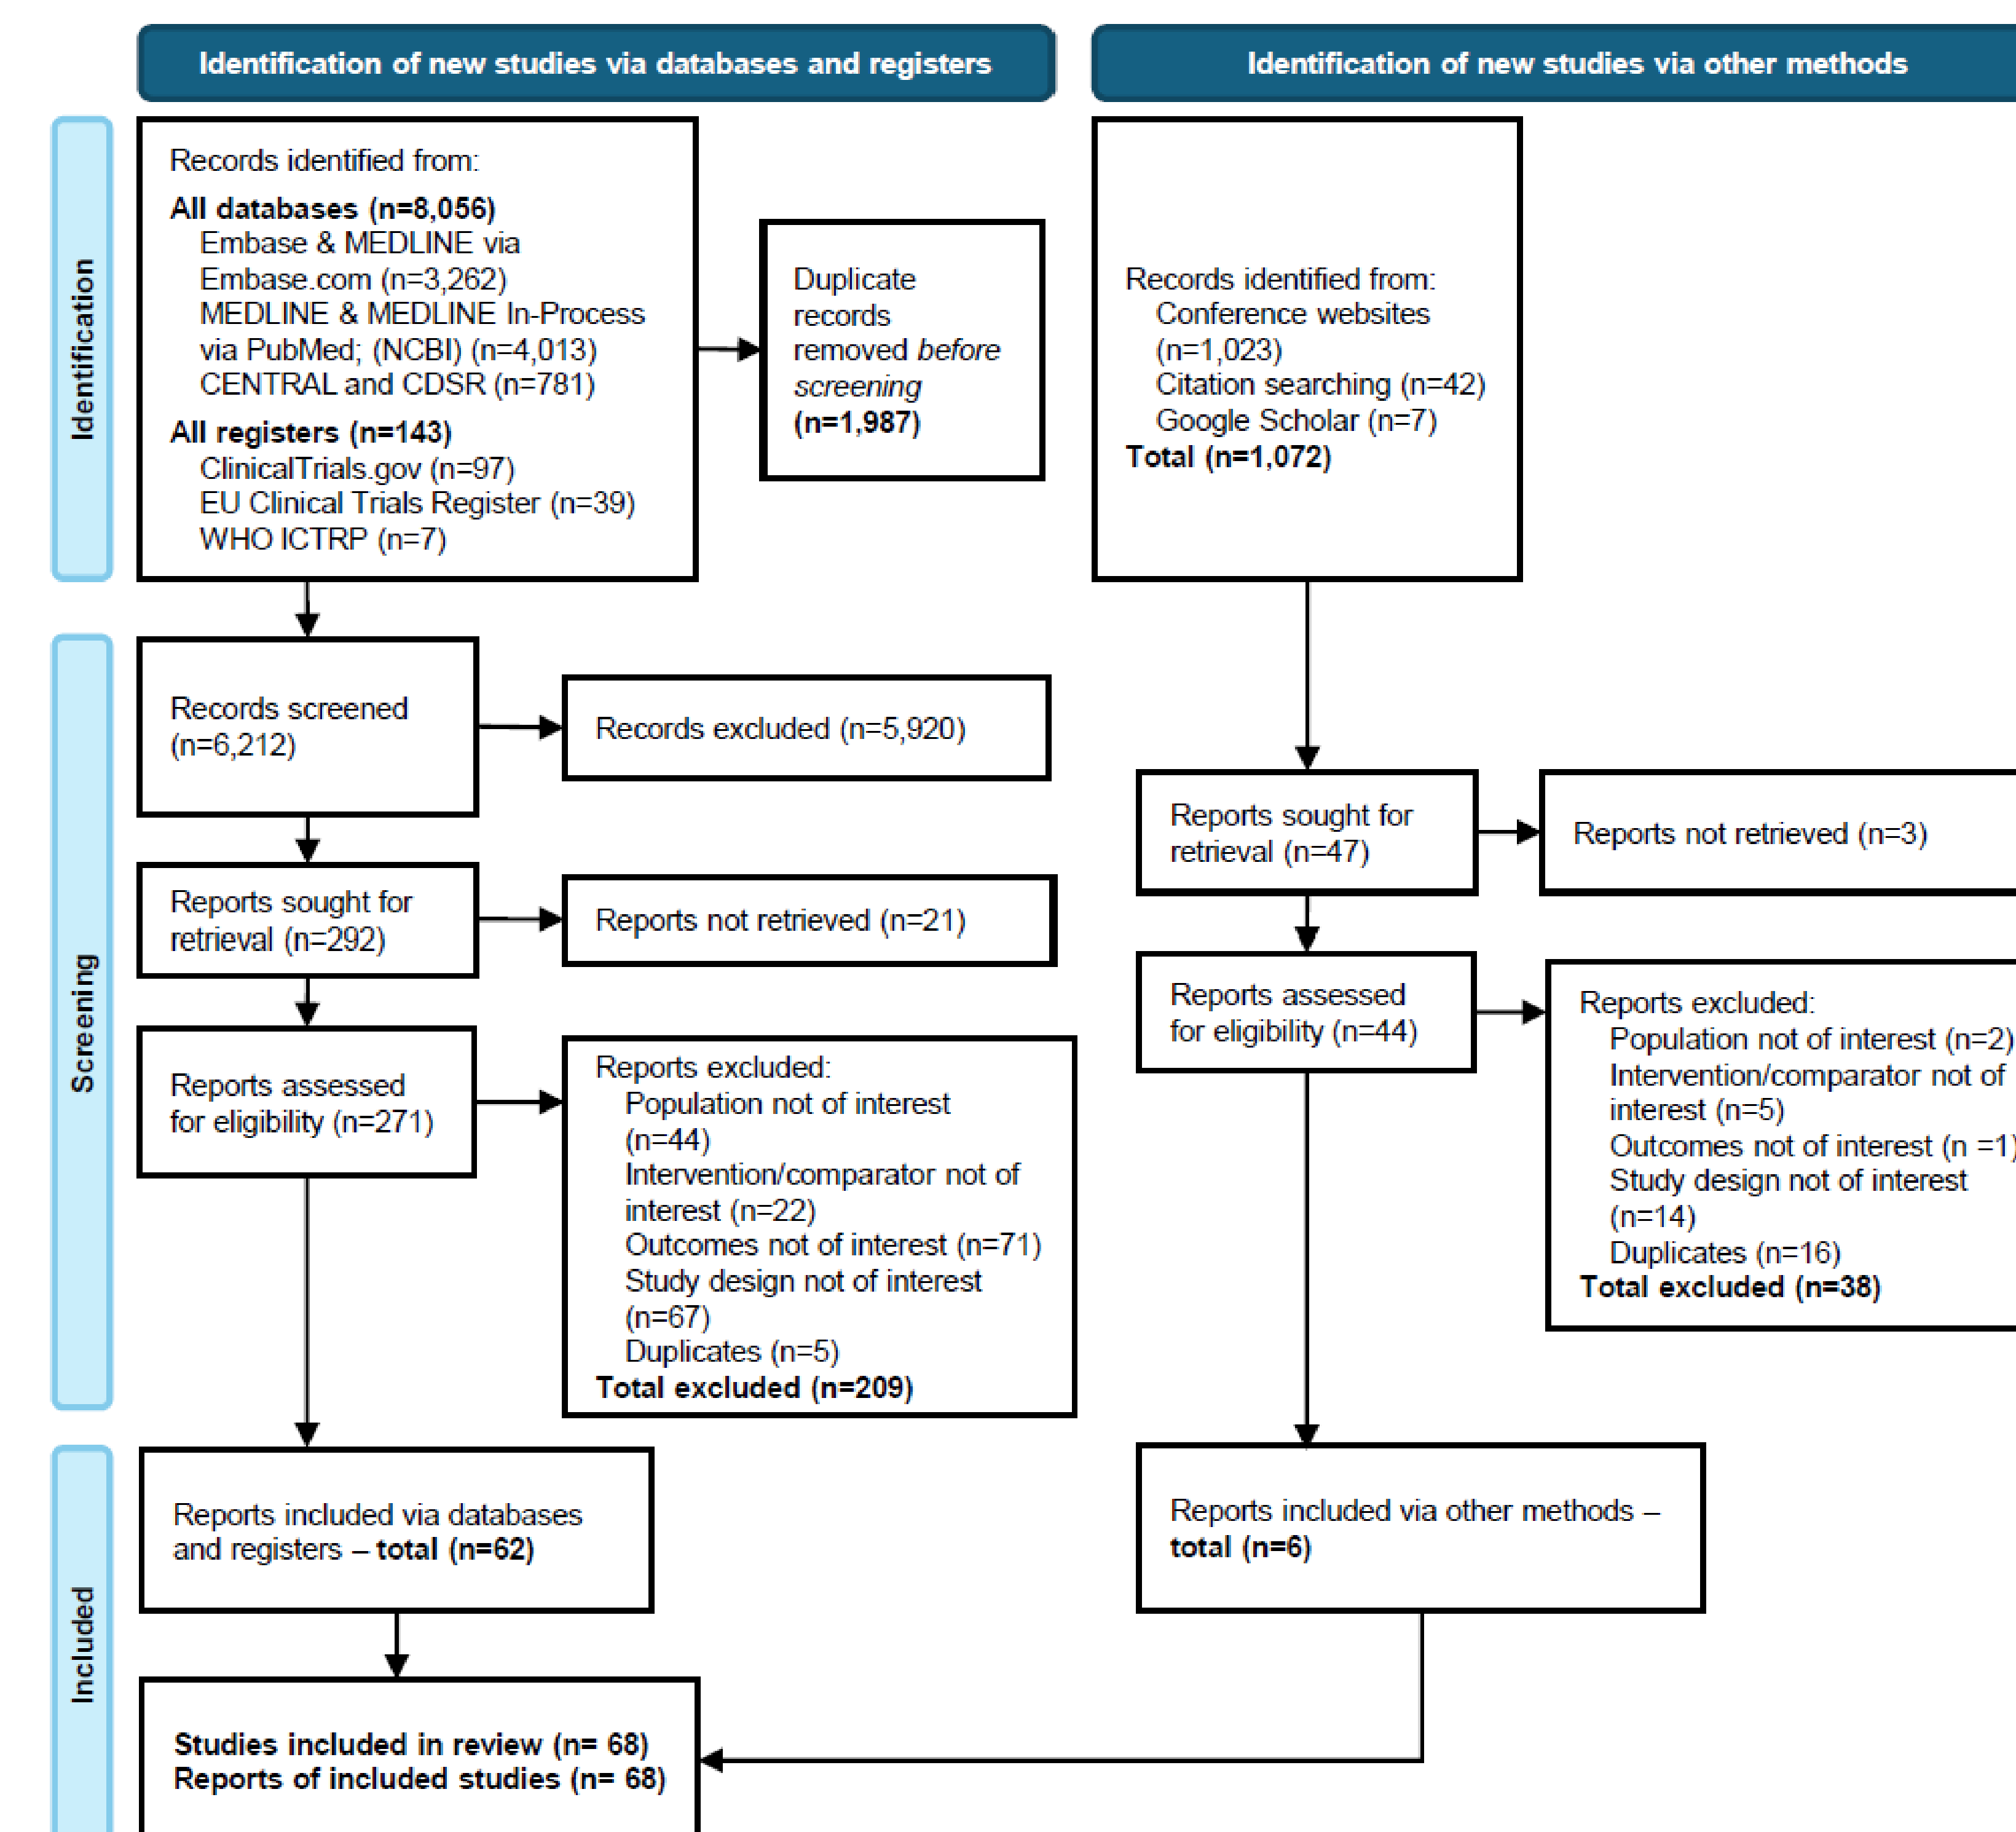 Identification of new studies via databases and registers
Identification of new studies via other methods
Identification
Records identified from:
All databases (n=8,056)
Embase & MEDLINE via
Embase.com (n=3,262)
MEDLINE & MEDLINE In-Process
via PubMed; (NCBI) (n=4,013)
CENTRAL and CDSR (n=781)
All registers (n=143)
ClinicalTrials.gov (n=97)
EU Clinical Trials Register (n=39)
WHO ICTRP (n=7)
Duplicate
records
removed before
screening
(n=1,987)
Records identified from:
Conference websites
(n=1,023)
Citation searching (n=42)
Google Scholar (n=7)
Total (n=1,072)
Screening
Records screened
(n=6,212)
Records excluded (n=5,920)
Reports sought for
retrieval (n=292)
Reports not retrieved (n=21)
Reports assessed
for eligibility (n=271)
Reports excluded:
Population not of interest
(n=44)
Intervention/comparator not of
interest (n=22)
Outcomes not of interest (n=71)
Study design not of interest
(n=67)
Duplicates (n=5)
Total excluded (n=209)
Reports sought for
retrieval (n=47)
Reports not retrieved (n=3)
Reports assessed
for eligibility (n=44)
Reports excluded:
Population not of interest (n=2)
Intervention/comparator not of
interest (n=5)
Outcomes not of interest (n =1)
Study design not of interest
(n=14)
Duplicates (n=16)
Total excluded (n=38)
Included
Reports included via databases
and registers – total (n=62)
Reports included via other methods –
total (n=6)
Studies included in review (n= 68)
Reports of included studies (n= 68)